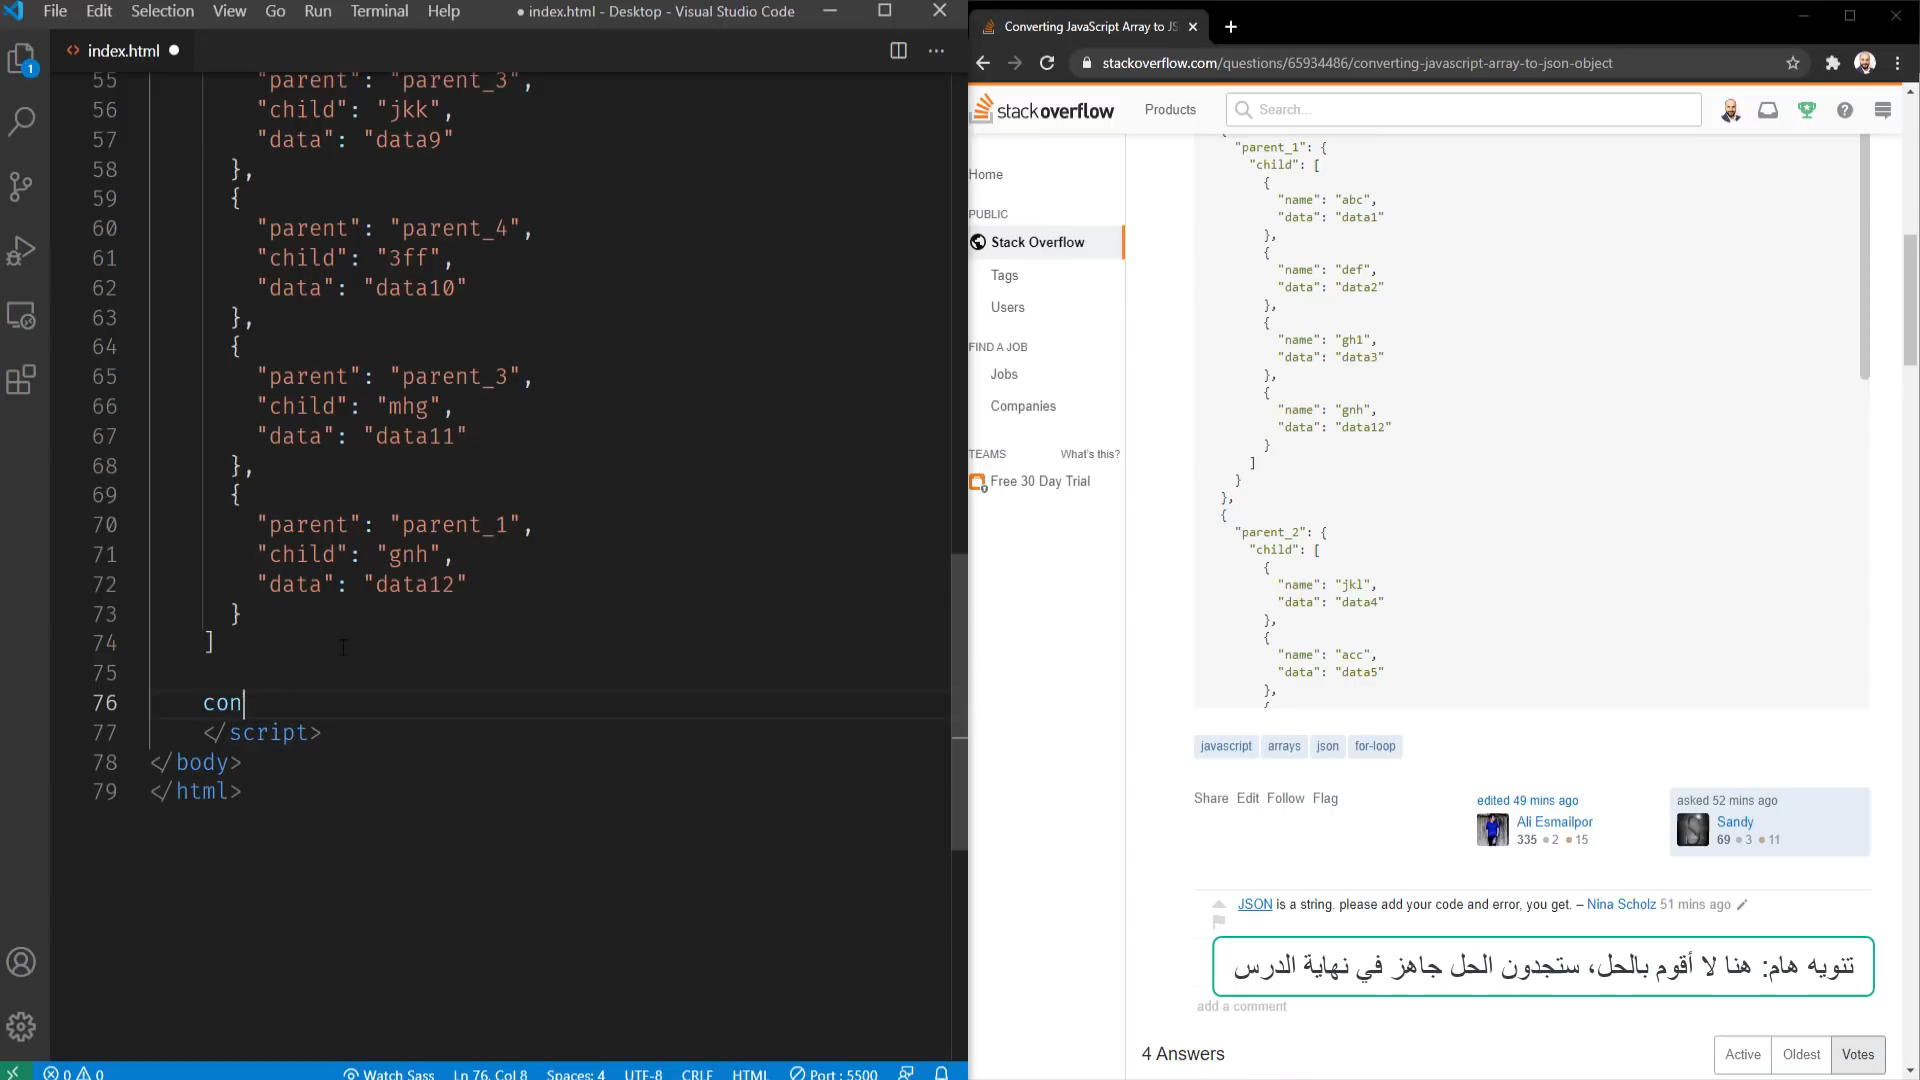 File Edit Selection View Go Run Terminal Help
● index.html - Desktop - Visual Studio Code
index.html ●
55 "parent": "parent_3",
56 "child": "jkk",
57 "data": "data9"
58 },
59 {
60 "parent": "parent_4",
61 "child": "3ff",
62 "data": "data10"
63 },
64 {
65 "parent": "parent_3",
66 "child": "mhg",
67 "data": "data11"
68 },
69 {
70 "parent": "parent_1",
71 "child": "gnh",
72 "data": "data12"
73 }
74 ]
75
76 con
77 </script>
78 </body>
79 </html>
1
0 0 Watch Sass Ln 76, Col 8 Spaces: 4 UTF-8 CRLF HTML Port : 5500
Converting JavaScript Array to JS
stackoverflow.com/questions/65934486/converting-javascript-array-to-json-object
stackoverflow Products Search...
Home
PUBLIC
Stack Overflow
Tags
Users
FIND A JOB
Jobs
Companies
TEAMS What's this?
Free 30 Day Trial
{
"parent_1": {
"child": [
{
"name": "abc",
"data": "data1"
},
{
"name": "def",
"data": "data2"
},
{
"name": "gh1",
"data": "data3"
},
{
"name": "gnh",
"data": "data12"
}
]
}
},
{
"parent_2": {
"child": [
{
"name": "jkl",
"data": "data4"
},
{
"name": "acc",
"data": "data5"
},
{
javascript arrays json for-loop
Share Edit Follow Flag
edited 49 mins ago
Ali Esmailpor
335 ●2 ●15
asked 52 mins ago
Sandy
69 ●3 ●11
JSON is a string. please add your code and error, you get. – Nina Scholz 51 mins ago
تنويه هام: هنا لا أقوم بالحل، ستجدون الحل جاهز في نهاية الدرس
add a comment
4 Answers
Active Oldest Votes